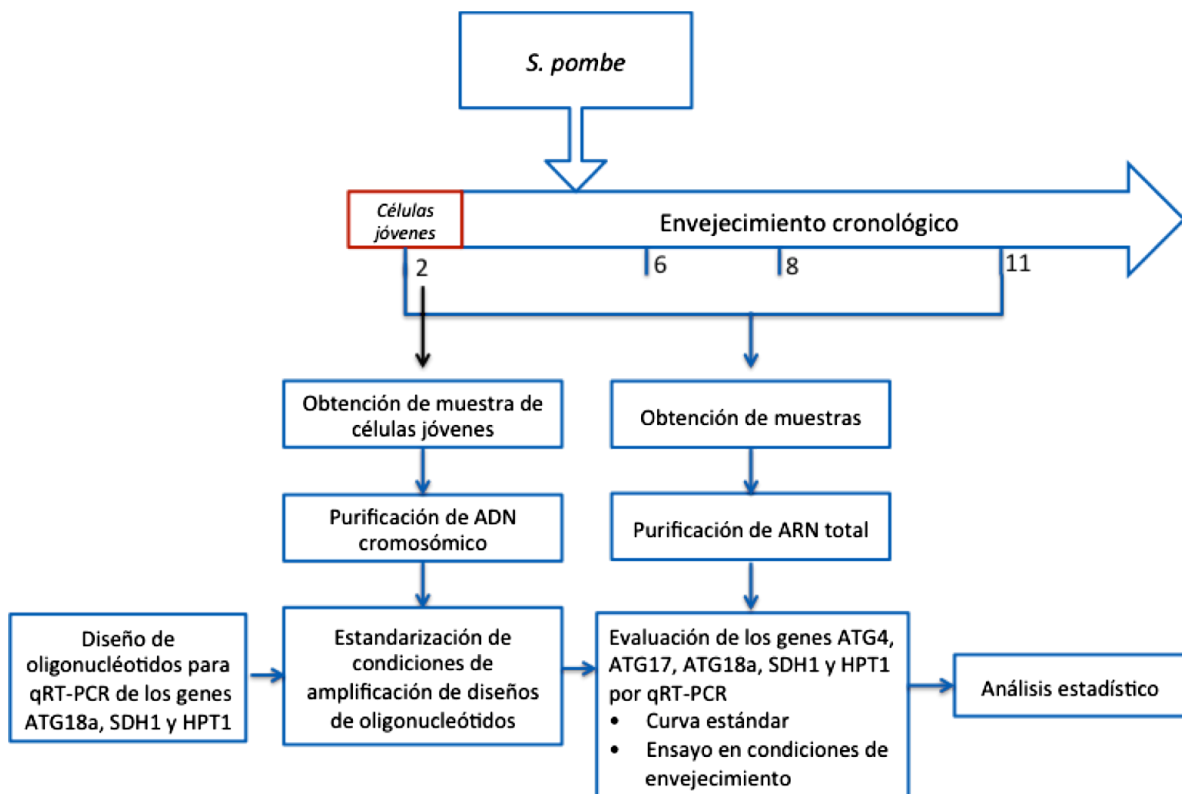 S. pombe
Células
jóvenes
Envejecimiento cronológico
2
6
8
11
Obtención de muestra de
células jóvenes
Obtención de muestras
Purificación de ADN
cromosómico
Purificación de ARN total
Diseño de
oligonucléotidos para
qRT-PCR de los genes
ATG18a, SDH1 y HPT1
Estandarización de
condiciones de
amplificación de diseños
de oligonucleótidos
Evaluación de los genes ATG4,
ATG17, ATG18a, SDH1 y HPT1
por qRT-PCR
• Curva estándar
• Ensayo en condiciones de
envejecimiento
Análisis estadístico